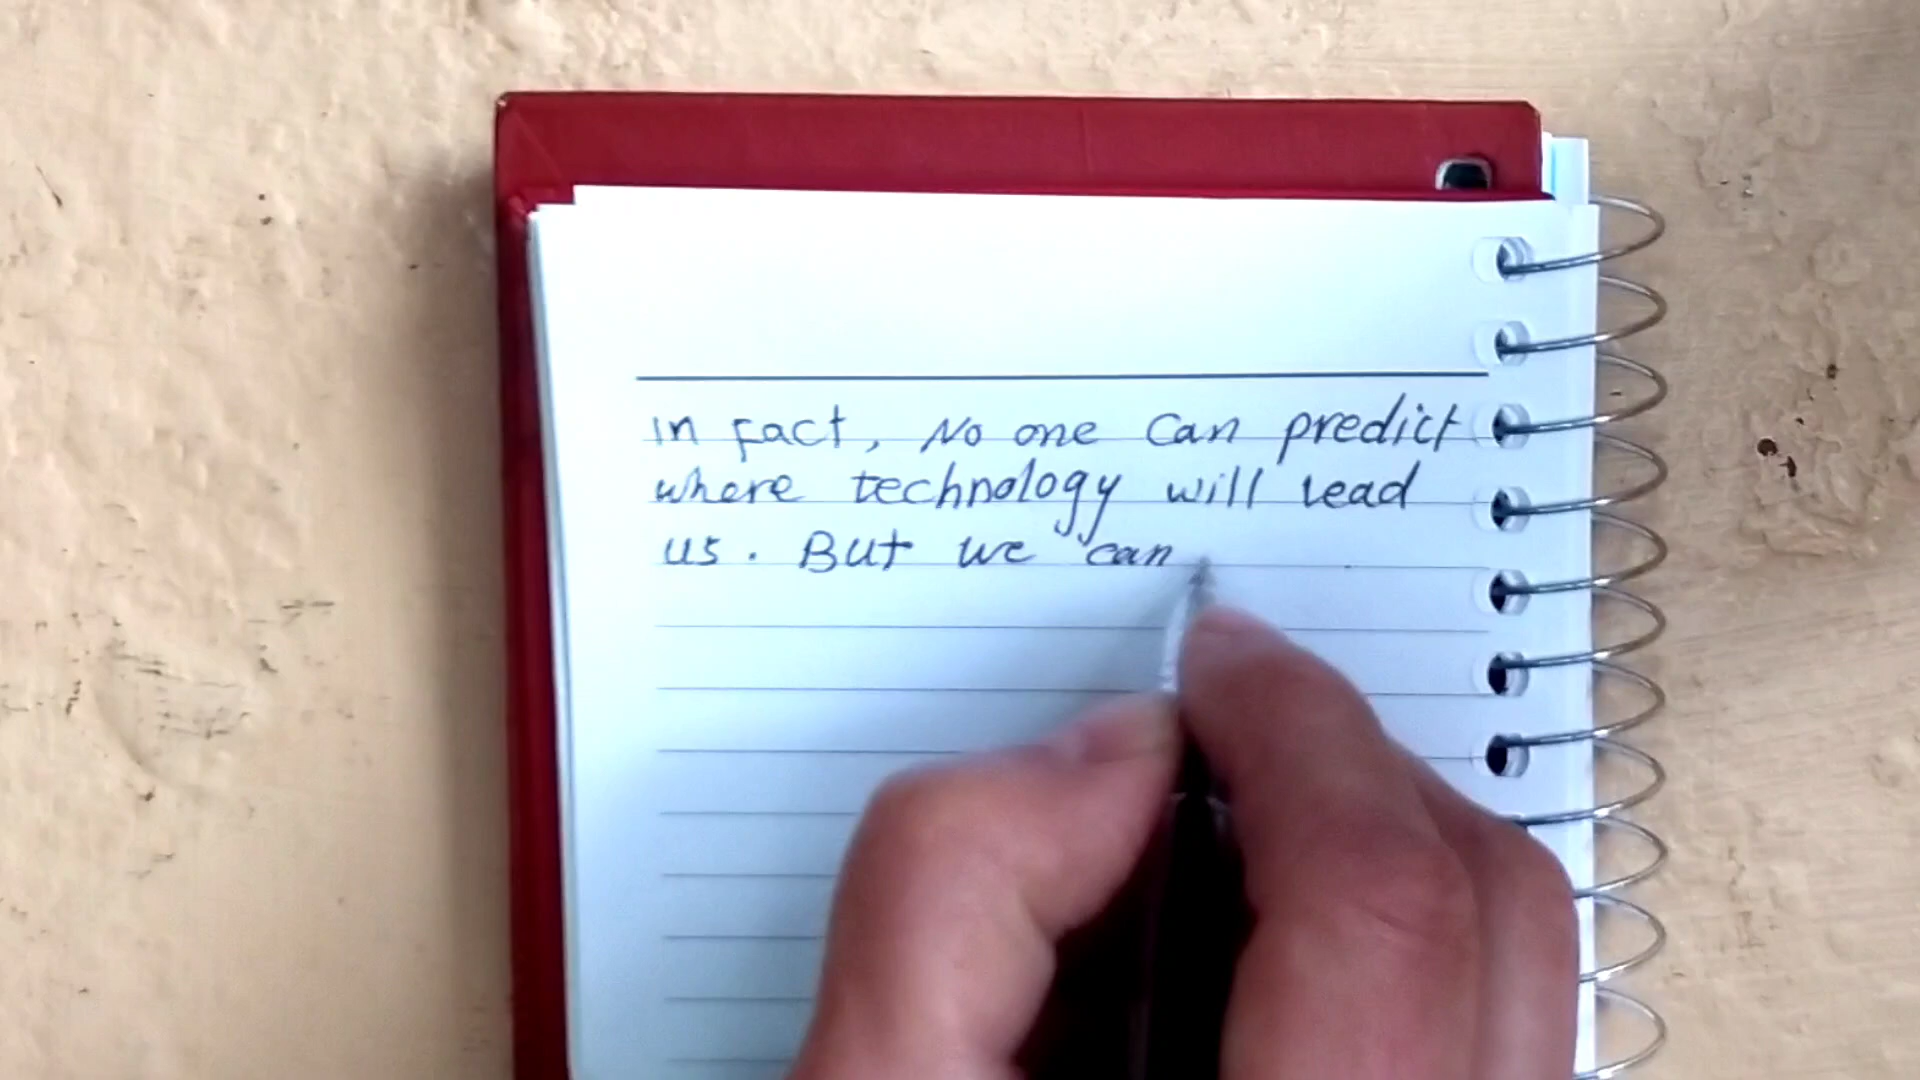 In fact, No one can predict
where technology will lead
us. But we can